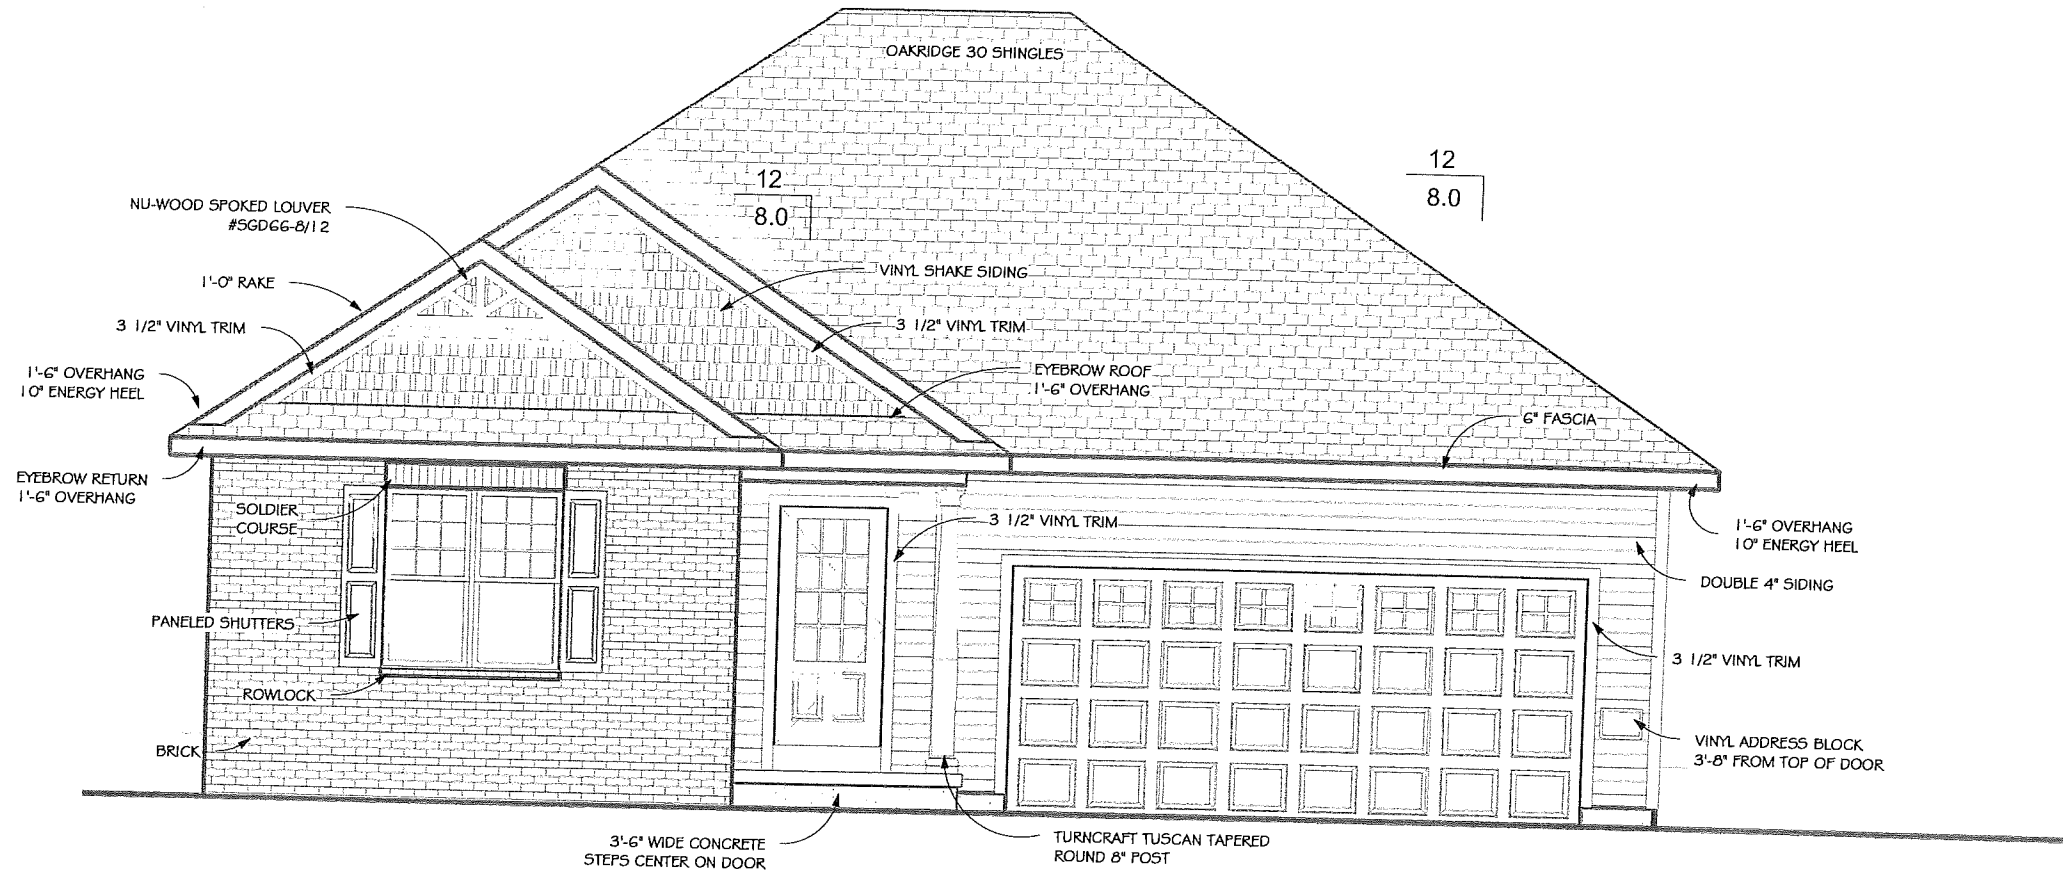 OAKRIDGE 30 SHINGLES
12
8.0
12
8.0
NU-WOOD SPOKED LOUVER
#SGD66-8/12
1'-0" RAKE
3 1/2" VINYL TRIM
1'-6" OVERHANG
10" ENERGY HEEL
EYEBROW RETURN
1'-6" OVERHANG
VINYL SHAKE SIDING
3 1/2" VINYL TRIM
EYEBROW ROOF
1'-6" OVERHANG
6" FASCIA
SOLDIER
COURSE
3 1/2" VINYL TRIM
1'-6" OVERHANG
10" ENERGY HEEL
DOUBLE 4" SIDING
PANELED SHUTTERS
3 1/2" VINYL TRIM
ROWLOCK
BRICK
VINYL ADDRESS BLOCK
3'-8" FROM TOP OF DOOR
3'-6" WIDE CONCRETE
STEPS CENTER ON DOOR
TURNCRAFT TUSCAN TAPERED
ROUND 8" POST